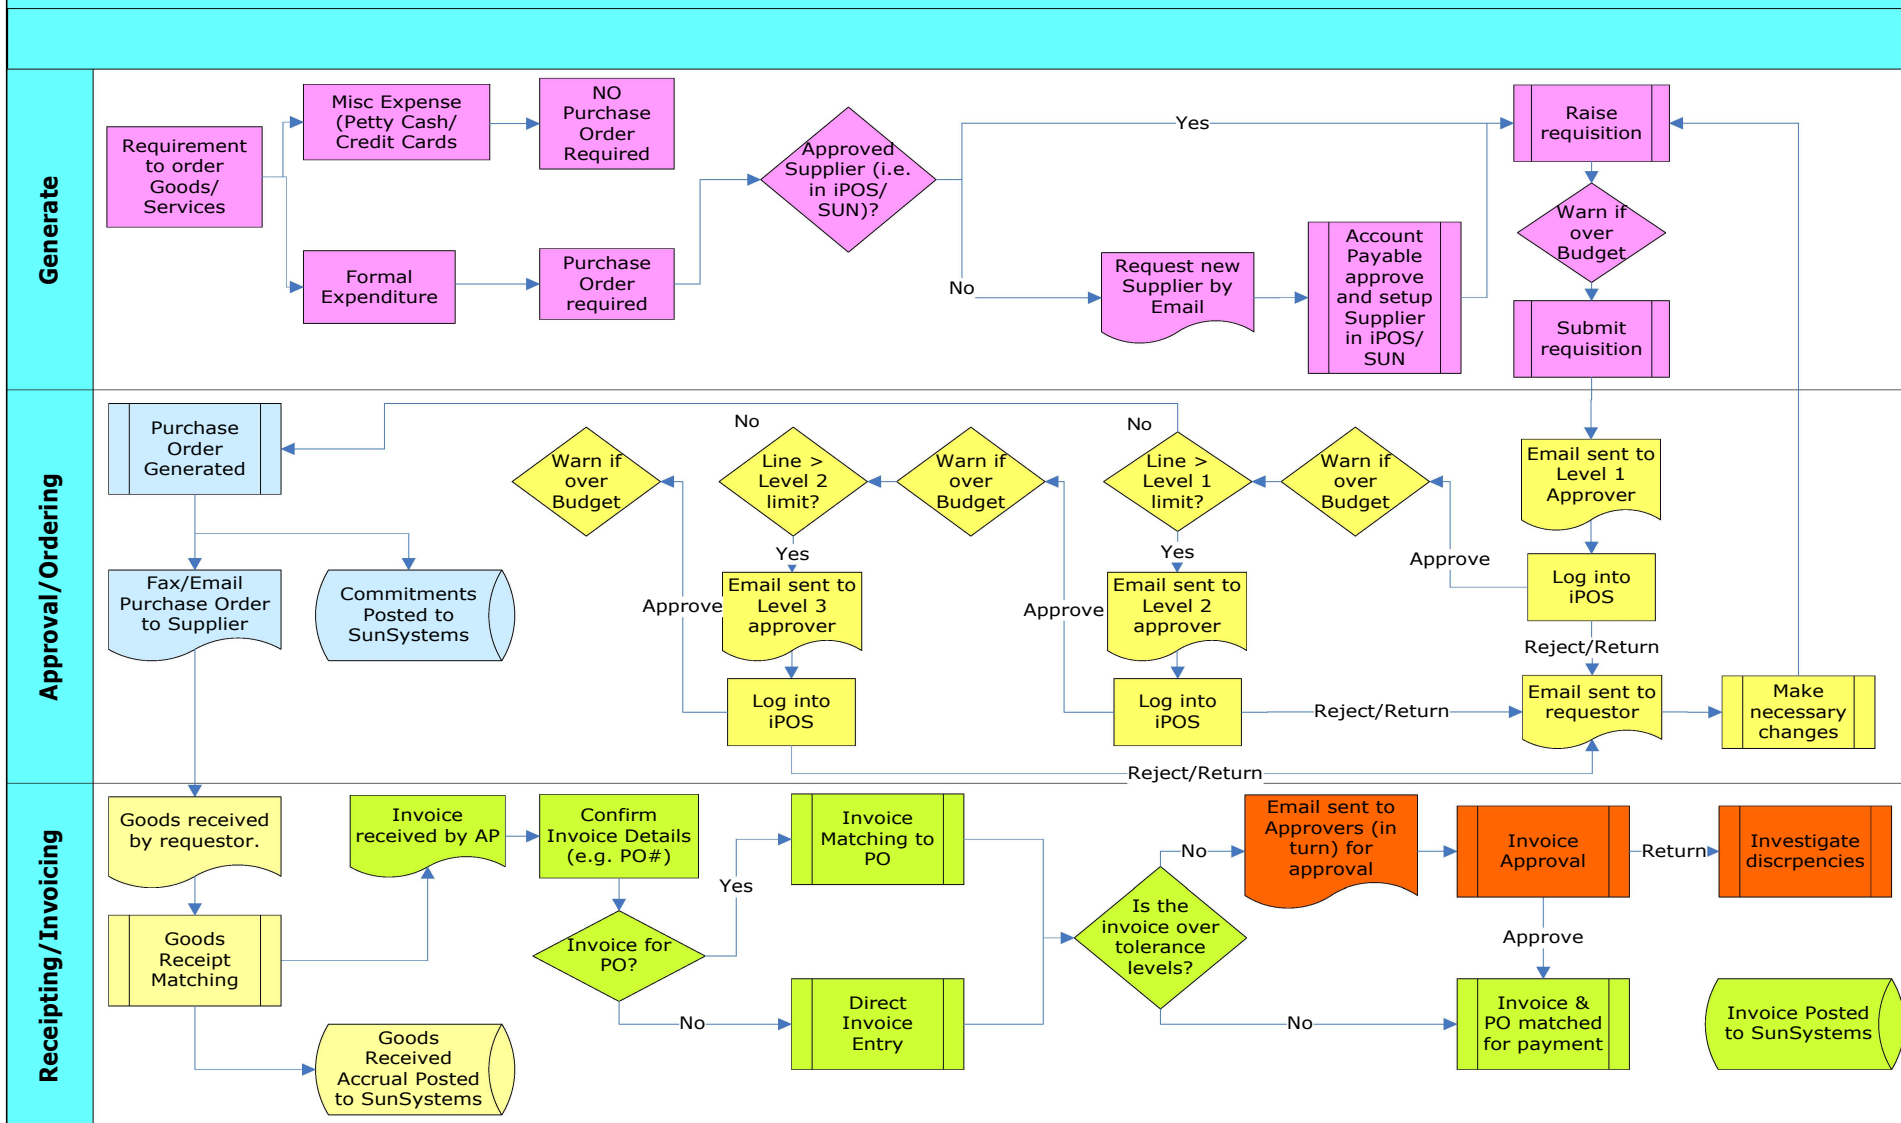 Generate
Requirement
to order
Goods/
Services
Misc Expense
(Petty Cash/
Credit Cards
NO
Purchase
Order
Required
Formal
Expenditure
Purchase
Order
required
Approved
Supplier (i.e.
in iPOS/
SUN)?
Yes
No
Request new
Supplier by
Email
Account
Payable
approve
and setup
Supplier
in iPOS/
SUN
Raise
requisition
Warn if
over
Budget
Submit
requisition
Approval/Ordering
Purchase
Order
Generated
Fax/Email
Purchase Order
to Supplier
Commitments
Posted to
SunSystems
Warn if
over
Budget
No
Line >
Level 2
limit?
Yes
Email sent to
Level 3
approver
Approve
Log into
iPOS
Warn if
over
Budget
No
Line >
Level 1
limit?
Yes
Email sent to
Level 2
approver
Approve
Log into
iPOS
Warn if
over
Budget
Approve
Email sent to
Level 1
Approver
Log into
iPOS
Reject/Return
Reject/Return
Reject/Return
Email sent to
requestor
Make
necessary
changes
Receipting/Invoicing
Goods received
by requestor.
Goods
Receipt
Matching
Goods
Received
Accrual Posted
to SunSystems
Invoice
received by AP
Confirm
Invoice Details
(e.g. PO#)
Invoice for
PO?
Yes
No
Invoice
Matching to
PO
Direct
Invoice
Entry
Is the
invoice over
tolerance
levels?
No
No
Email sent to
Approvers (in
turn) for
approval
Invoice
Approval
Return
Investigate
discrpencies
Approve
Invoice &
PO matched
for payment
Invoice Posted
to SunSystems